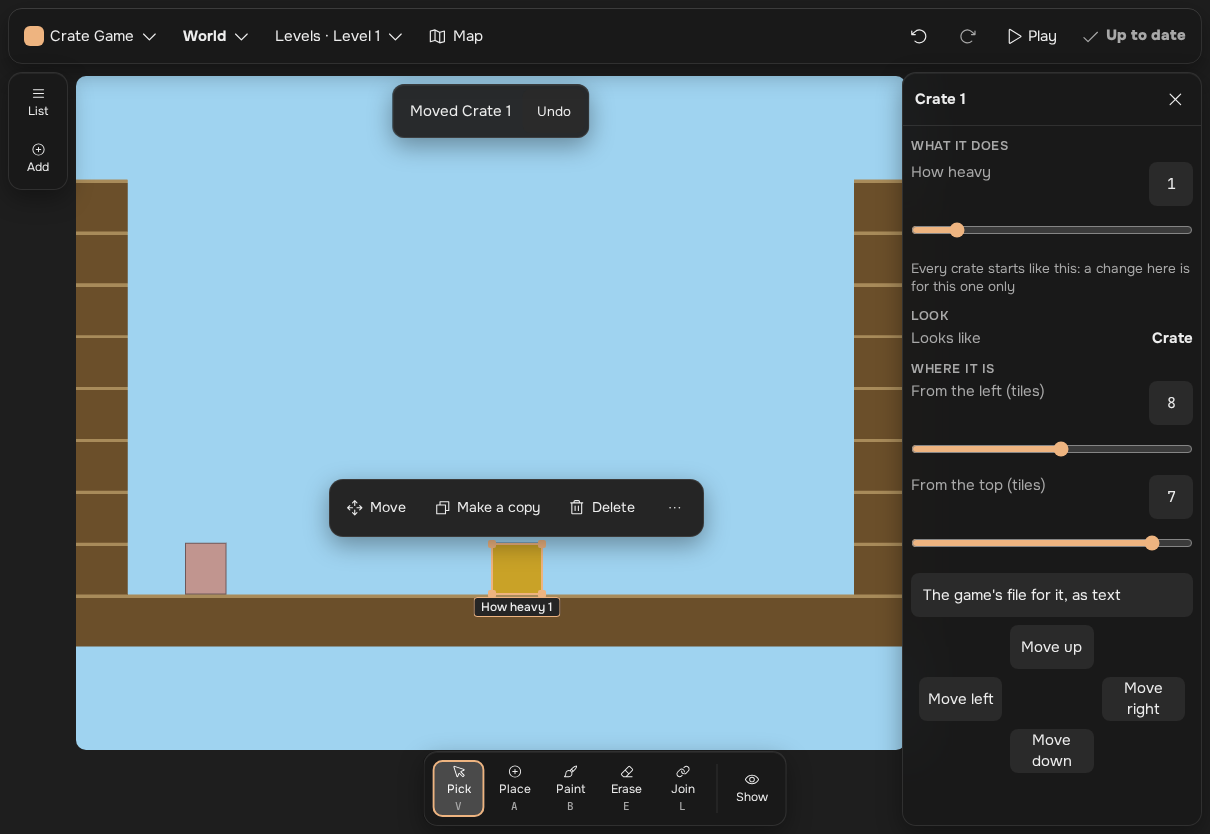 Crate Game
World
Levels · Level 1
Map
Play
Up to date
List
Add
Moved Crate 1
Undo
Move
Make a copy
Delete
···
How heavy 1
Crate 1
WHAT IT DOES
How heavy
1
Every crate starts like this: a change here is
for this one only
LOOK
Looks like
Crate
WHERE IT IS
From the left (tiles)
8
From the top (tiles)
7
The game's file for it, as text
Move up
Move left
Move
right
Move
down
Pick
V
Place
A
Paint
B
Erase
E
Join
L
Show